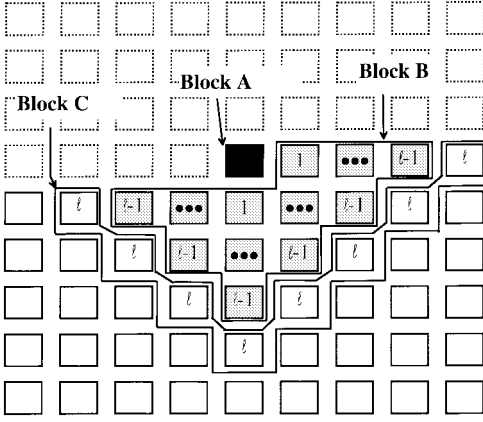 Block B
Block A
Block C
1 ●●● ℓ-1 ℓ
ℓ ℓ-1 ●●● 1 ●●● ℓ-1 ℓ
ℓ ℓ-1 ●●● ℓ-1 ℓ
ℓ ℓ-1 ℓ
ℓ